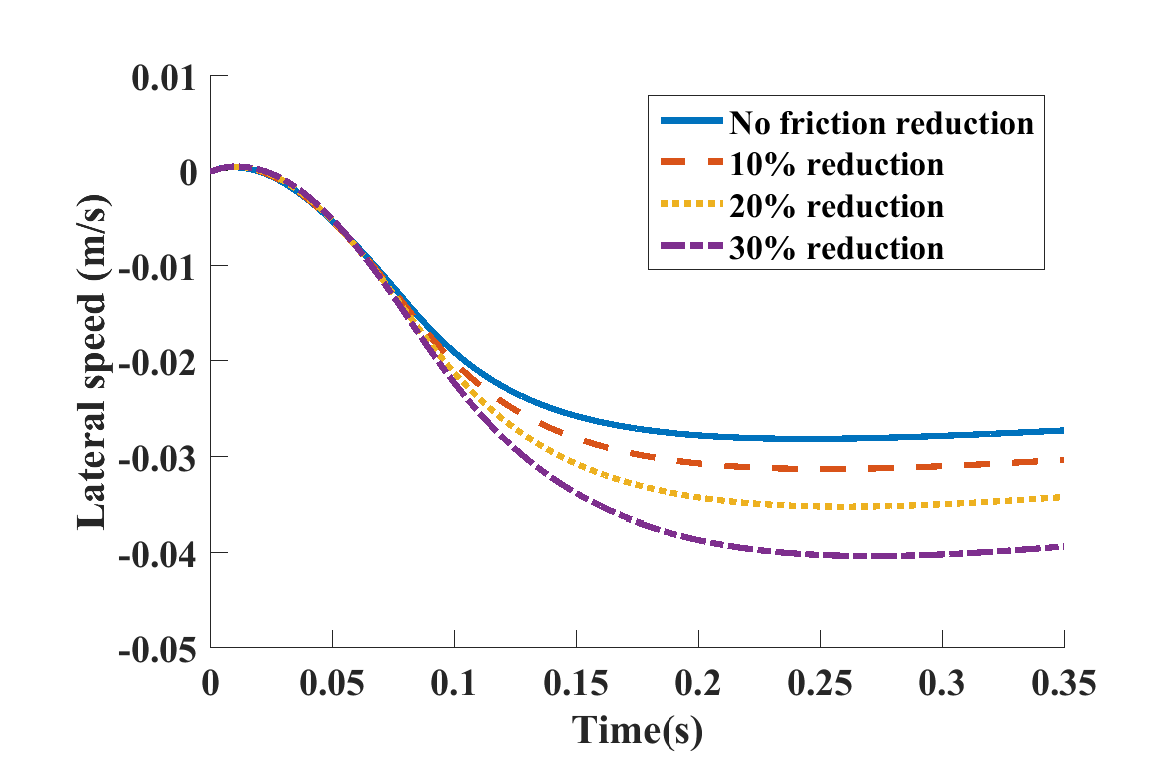 0.01
0
-0.01
-0.02
-0.03
-0.04
-0.05
Lateral speed (m/s)
No friction reduction
10% reduction
20% reduction
30% reduction
0 0.05 0.1 0.15 0.2 0.25 0.3 0.35
Time(s)